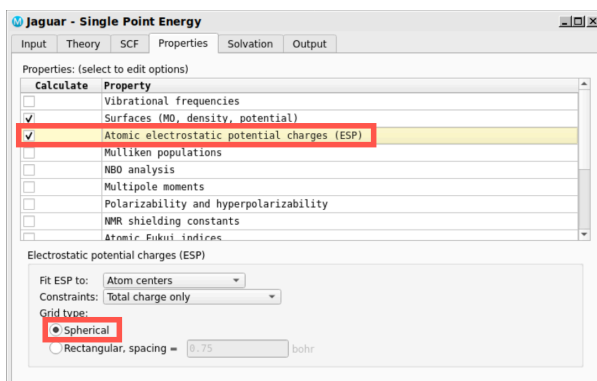 Jaguar - Single Point Energy
Input Theory SCF Properties Solvation Output
Properties: (select to edit options)
Calculate Property
Vibrational frequencies
Surfaces (MO, density, potential)
Atomic electrostatic potential charges (ESP)
Mulliken populations
NBO analysis
Multipole moments
Polarizability and hyperpolarizability
NMR shielding constants
Atomic Fukui indices
Electrostatic potential charges (ESP)
Fit ESP to: Atom centers
Constraints: Total charge only
Grid type:
Spherical
Rectangular, spacing = 0.75 bohr